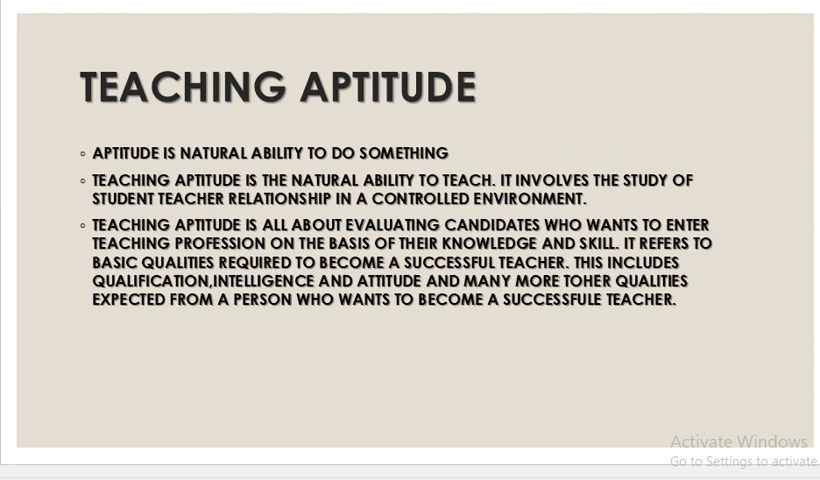 TEACHING APTITUDE
◦ APTITUDE IS NATURAL ABILITY TO DO SOMETHING
◦ TEACHING APTITUDE IS THE NATURAL ABILITY TO TEACH. IT INVOLVES THE STUDY OF
STUDENT TEACHER RELATIONSHIP IN A CONTROLLED ENVIRONMENT.
◦ TEACHING APTITUDE IS ALL ABOUT EVALUATING CANDIDATES WHO WANTS TO ENTER
TEACHING PROFESSION ON THE BASIS OF THEIR KNOWLEDGE AND SKILL. IT REFERS TO
BASIC QUALITIES REQUIRED TO BECOME A SUCCESSFUL TEACHER. THIS INCLUDES
QUALIFICATION,INTELLIGENCE AND ATTITUDE AND MANY MORE TOHER QUALITIES
EXPECTED FROM A PERSON WHO WANTS TO BECOME A SUCCESSFULE TEACHER.
Activate Windows
Go to Settings to activate